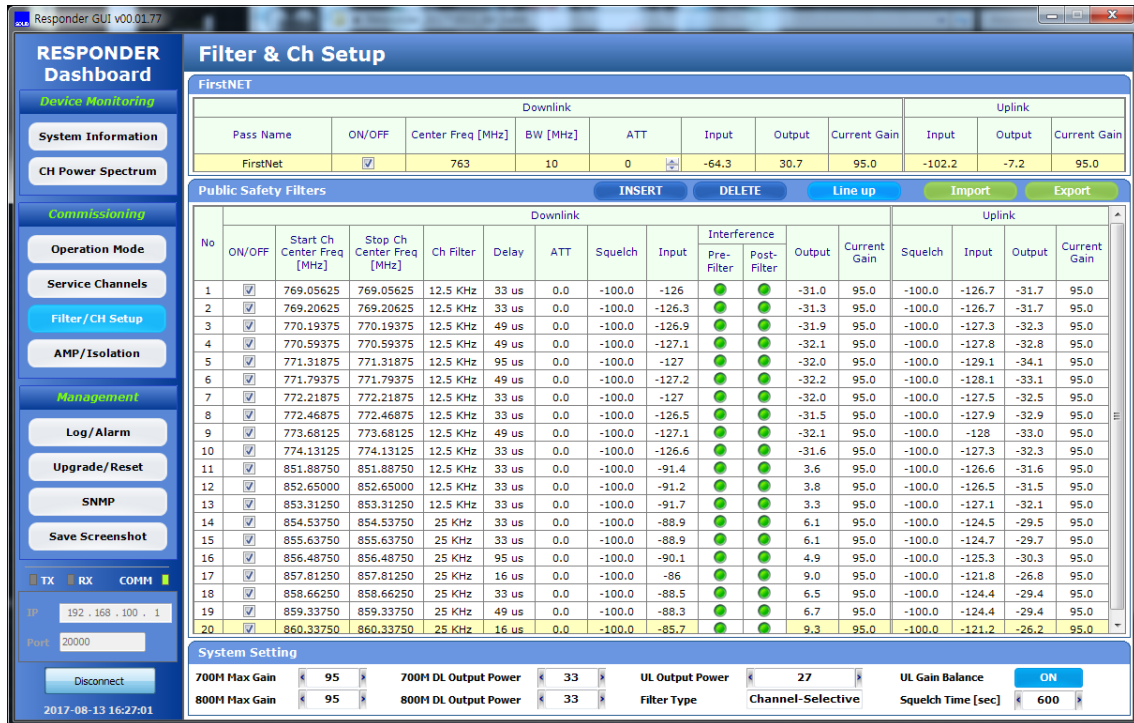 Responder GUI v00.01.77
RESPONDER
Dashboard
Device Monitoring
System Information
CH Power Spectrum
Commissioning
Operation Mode
Service Channels
Filter/CH Setup
AMP/Isolation
Management
Log/Alarm
Upgrade/Reset
SNMP
Save Screenshot
TX RX COMM
IP 192 . 168 . 100 . 1
Port 20000
Disconnect
2017-08-13 16:27:01
Filter & Ch Setup
FirstNET
Downlink Uplink
Pass Name ON/OFF Center Freq [MHz] BW [MHz] ATT Input Output Current Gain Input Output Current Gain
FirstNet 763 10 0 -64.3 30.7 95.0 -102.2 -7.2 95.0
Public Safety Filters INSERT DELETE Line up Import Export
Downlink Uplink
No ON/OFF Start Ch Center Freq [MHz] Stop Ch Center Freq [MHz] Ch Filter Delay ATT Squelch Input Interference Pre-Filter Post-Filter Output Current Gain Squelch Input Output Current Gain
1 769.05625 769.05625 12.5 KHz 33 us 0.0 -100.0 -126 -31.0 95.0 -100.0 -126.7 -31.7 95.0
2 769.20625 769.20625 12.5 KHz 33 us 0.0 -100.0 -126.3 -31.3 95.0 -100.0 -126.7 -31.7 95.0
3 770.19375 770.19375 12.5 KHz 49 us 0.0 -100.0 -126.9 -31.9 95.0 -100.0 -127.3 -32.3 95.0
4 770.59375 770.59375 12.5 KHz 49 us 0.0 -100.0 -127.1 -32.1 95.0 -100.0 -127.8 -32.8 95.0
5 771.31875 771.31875 12.5 KHz 95 us 0.0 -100.0 -127 -32.0 95.0 -100.0 -129.1 -34.1 95.0
6 771.79375 771.79375 12.5 KHz 49 us 0.0 -100.0 -127.2 -32.2 95.0 -100.0 -128.1 -33.1 95.0
7 772.21875 772.21875 12.5 KHz 33 us 0.0 -100.0 -127 -32.0 95.0 -100.0 -127.5 -32.5 95.0
8 772.46875 772.46875 12.5 KHz 33 us 0.0 -100.0 -126.5 -31.5 95.0 -100.0 -127.9 -32.9 95.0
9 773.68125 773.68125 12.5 KHz 49 us 0.0 -100.0 -127.1 -32.1 95.0 -100.0 -128 -33.0 95.0
10 774.13125 774.13125 12.5 KHz 33 us 0.0 -100.0 -126.6 -31.6 95.0 -100.0 -127.3 -32.3 95.0
11 851.88750 851.88750 12.5 KHz 33 us 0.0 -100.0 -91.4 3.6 95.0 -100.0 -126.6 -31.6 95.0
12 852.65000 852.65000 12.5 KHz 33 us 0.0 -100.0 -91.2 3.8 95.0 -100.0 -126.5 -31.5 95.0
13 853.31250 853.31250 12.5 KHz 33 us 0.0 -100.0 -91.7 3.3 95.0 -100.0 -127.1 -32.1 95.0
14 854.53750 854.53750 25 KHz 33 us 0.0 -100.0 -88.9 6.1 95.0 -100.0 -124.5 -29.5 95.0
15 855.63750 855.63750 25 KHz 33 us 0.0 -100.0 -88.9 6.1 95.0 -100.0 -124.7 -29.7 95.0
16 856.48750 856.48750 25 KHz 95 us 0.0 -100.0 -90.1 4.9 95.0 -100.0 -125.3 -30.3 95.0
17 857.81250 857.81250 25 KHz 16 us 0.0 -100.0 -86 9.0 95.0 -100.0 -121.8 -26.8 95.0
18 858.66250 858.66250 25 KHz 33 us 0.0 -100.0 -88.5 6.5 95.0 -100.0 -124.4 -29.4 95.0
19 859.33750 859.33750 25 KHz 49 us 0.0 -100.0 -88.3 6.7 95.0 -100.0 -124.4 -29.4 95.0
20 860.33750 860.33750 25 KHz 16 us 0.0 -100.0 -85.7 9.3 95.0 -100.0 -121.2 -26.2 95.0
System Setting
700M Max Gain 95 700M DL Output Power 33 UL Output Power 27 UL Gain Balance ON
800M Max Gain 95 800M DL Output Power 33 Filter Type Channel-Selective Squelch Time [sec] 600